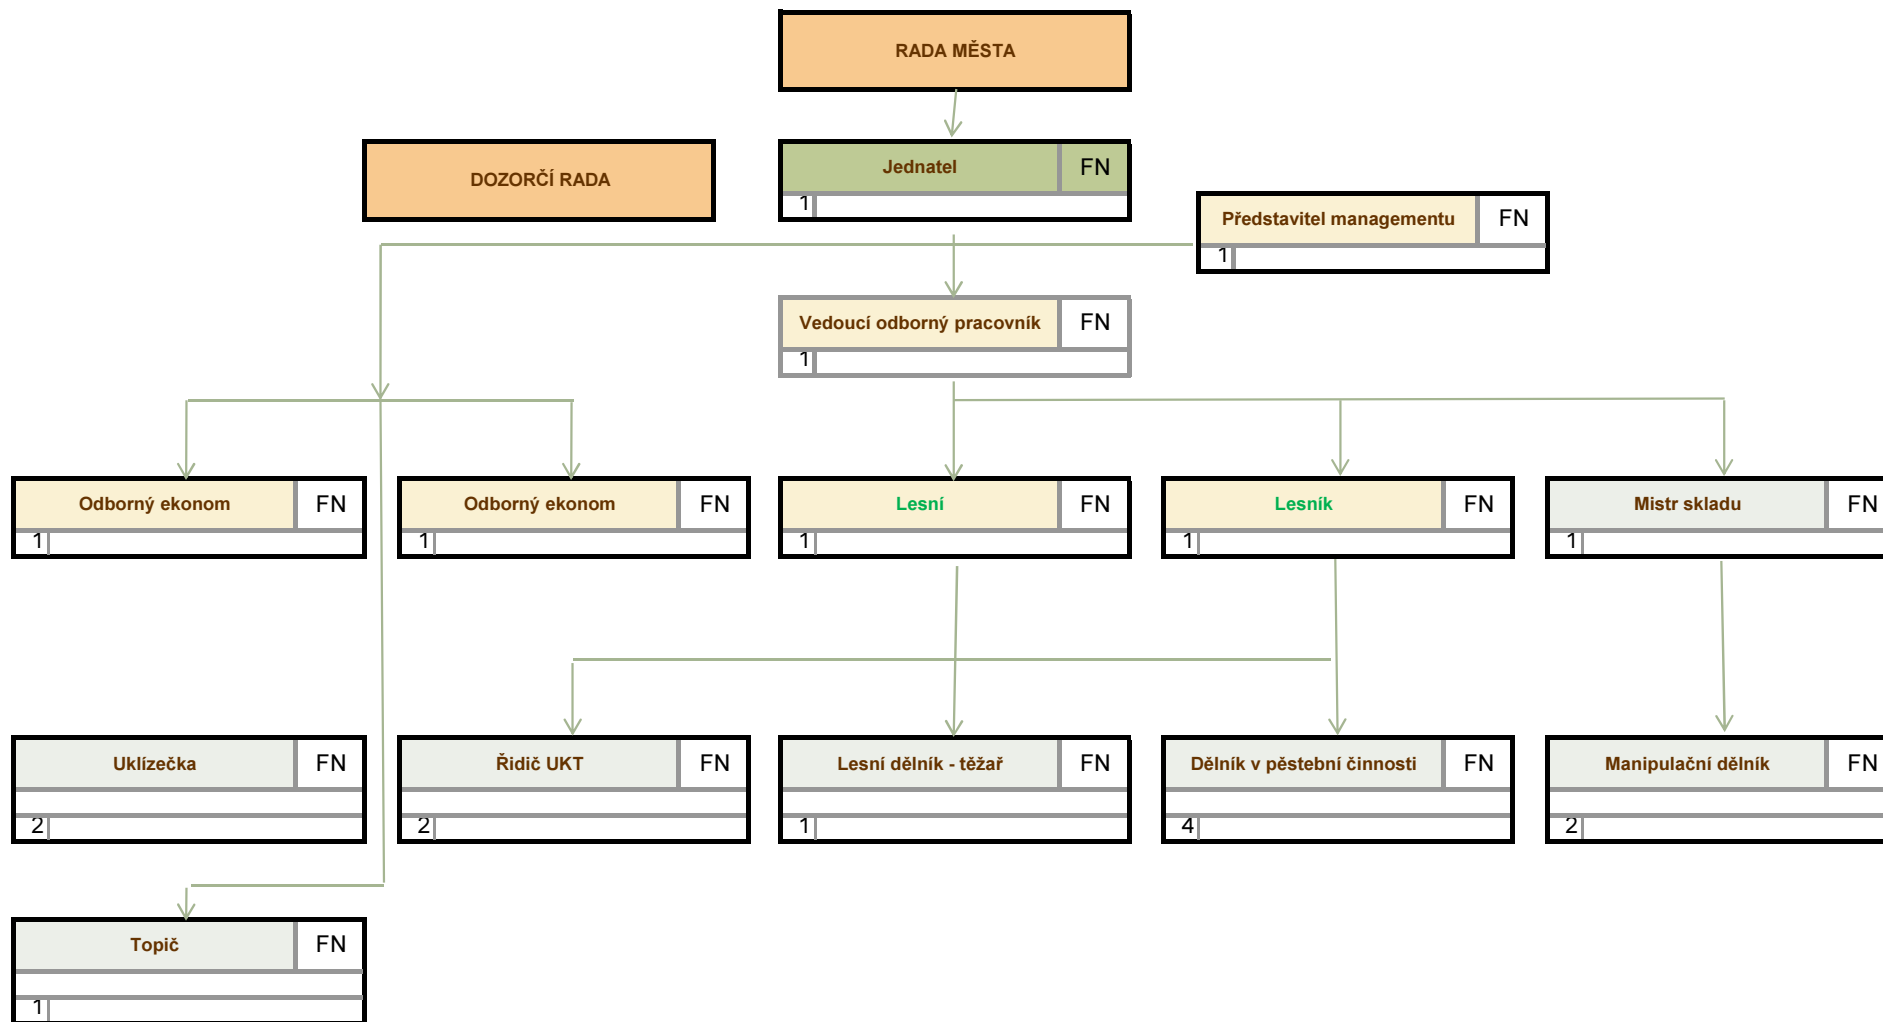 RADA MĚSTA
DOZORČÍ RADA
Jednatel FN
1
Představitel managementu FN
1
Vedoucí odborný pracovník FN
1
Odborný ekonom FN
1
Odborný ekonom FN
1
Lesní FN
1
Lesník FN
1
Mistr skladu FN
1
Uklízečka FN
2
Řidič UKT FN
2
Lesní dělník - těžař FN
1
Dělník v pěstební činnosti FN
4
Manipulační dělník FN
2
Topič FN
1